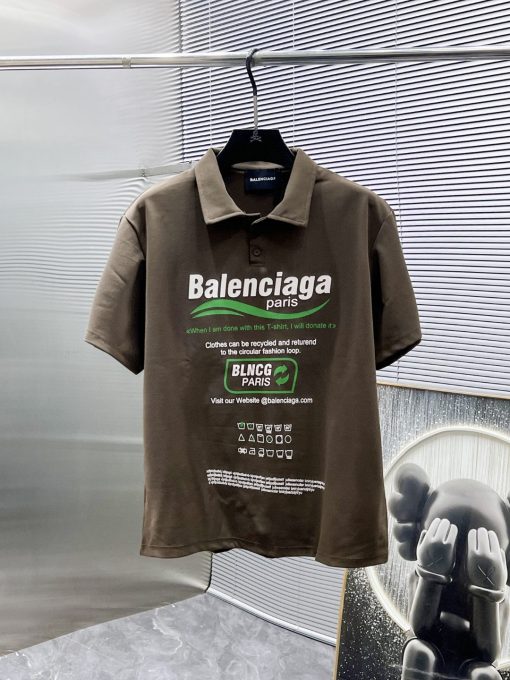 BALENCIAGA
Balenciaga
paris
«When I am done with this T-shirt, I will donate it»
Clothes can be recycled and returend
to the circular fashion loop.
BLNCG
PARIS
Visit our Website @balenciaga.com